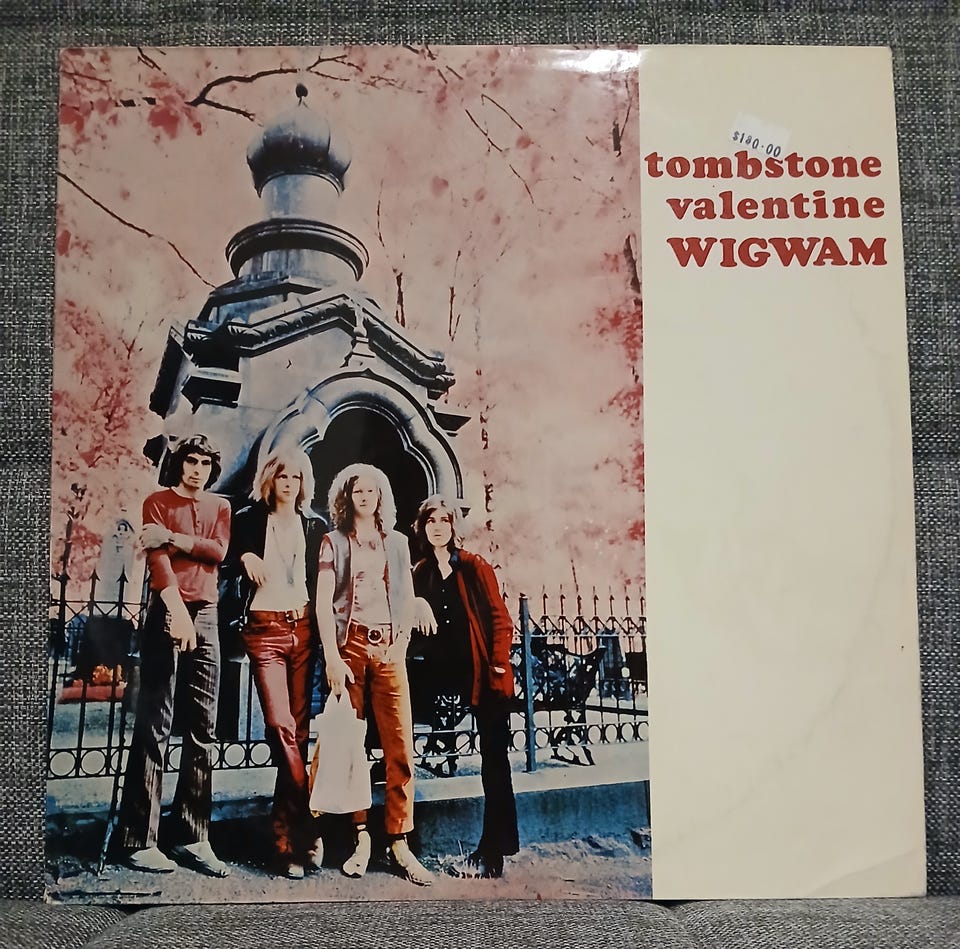 $180.00
tombstone
valentine
WIGWAM